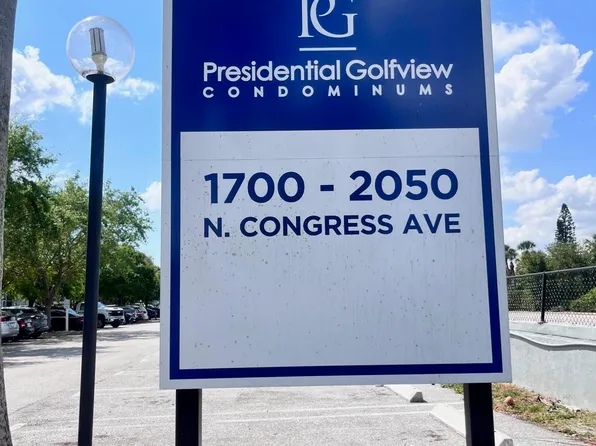 PG
Presidential Golfview
CONDOMINUMS
1700 - 2050
N. CONGRESS AVE